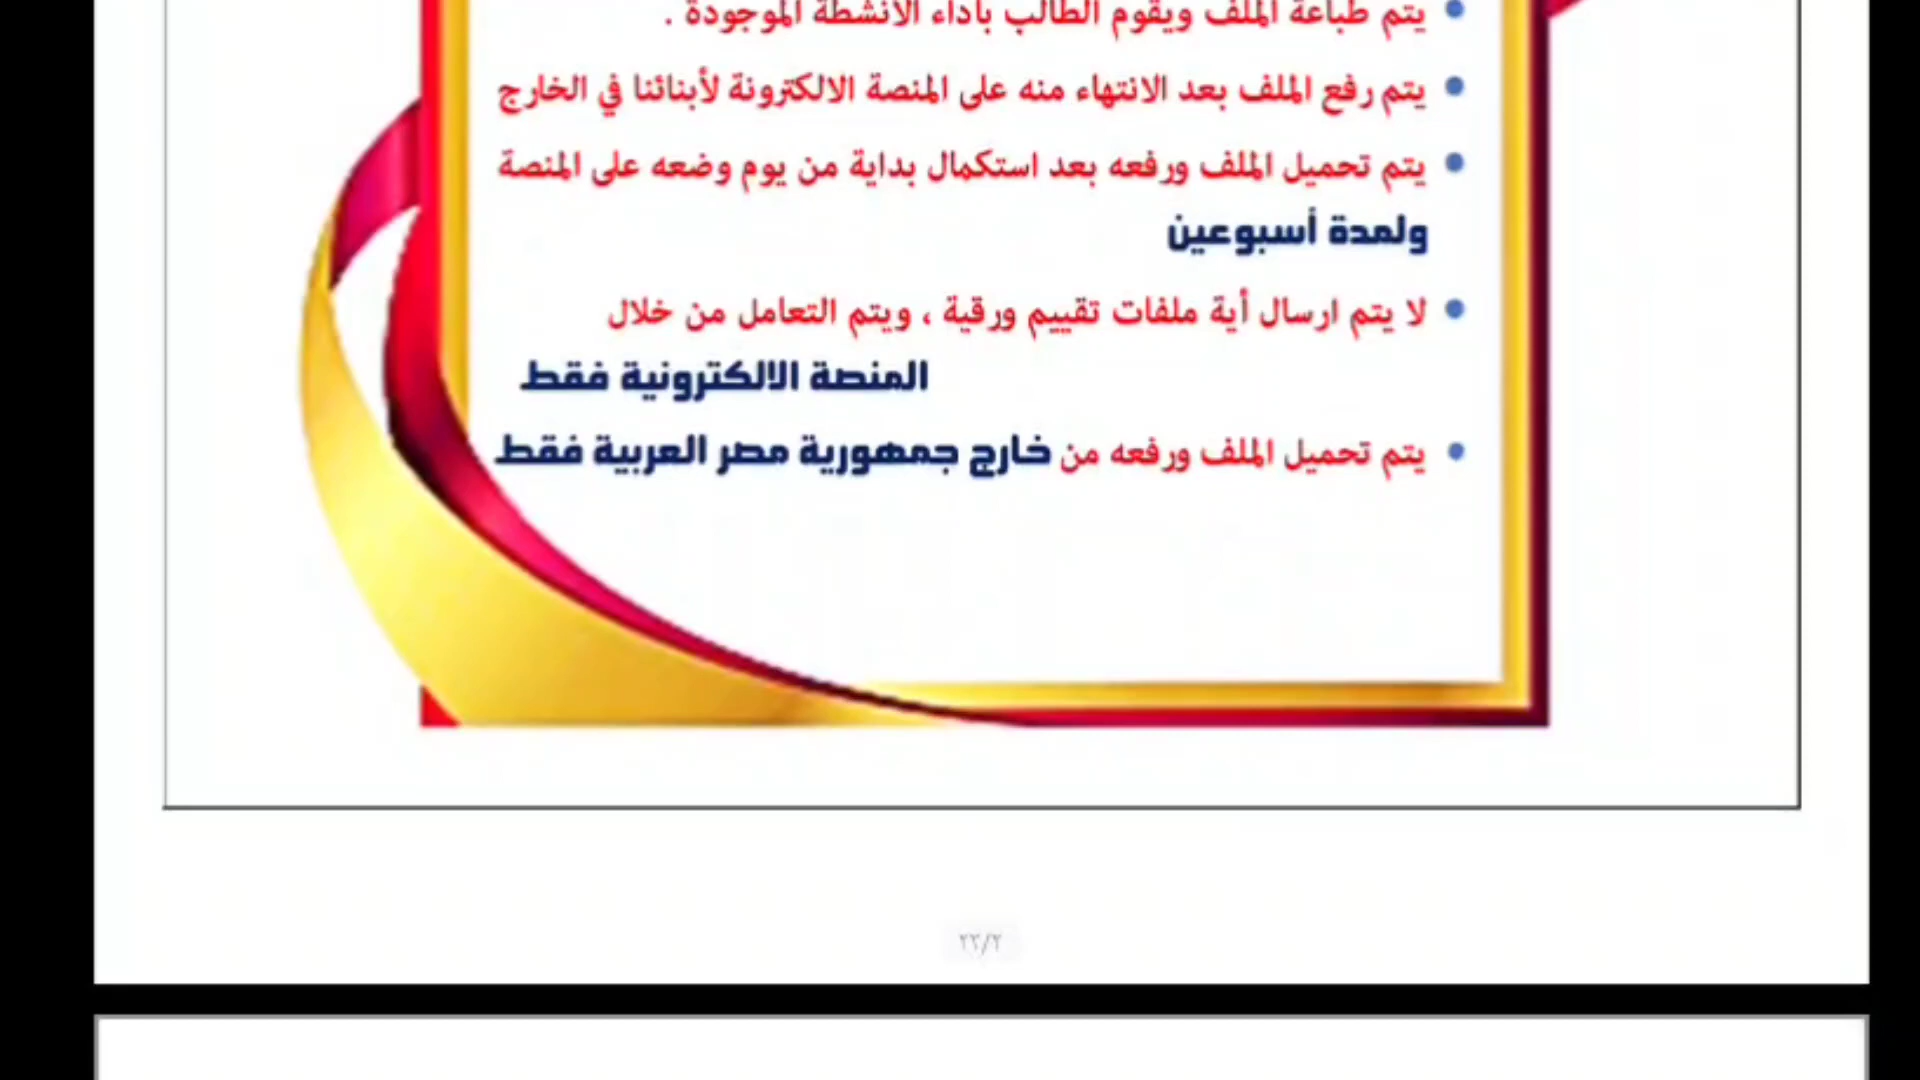 يتم طباعة الملف ويقوم الطالب بأداء الأنشطة الموجودة .
يتم رفع الملف بعد الانتهاء منه على المنصة الالكترونة لأبنائنا في الخارج
يتم تحميل الملف ورفعه بعد استكمال بداية من يوم وضعه على المنصة
ولمدة أسبوعين
لا يتم ارسال أية ملفات تقييم ورقية ، ويتم التعامل من خلال
المنصة الالكترونية فقط
يتم تحميل الملف ورفعه من خارج جمهورية مصر العربية فقط